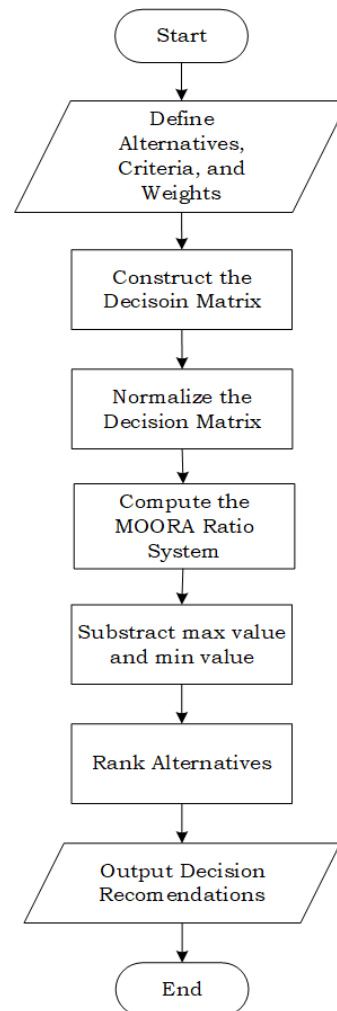 Start
Define
Alternatives,
Criteria, and
Weights
Construct the
Decisoin Matrix
Normalize the
Decision Matrix
Compute the
MOORA Ratio
System
Substract max value
and min value
Rank Alternatives
Output Decision
Recomendations
End